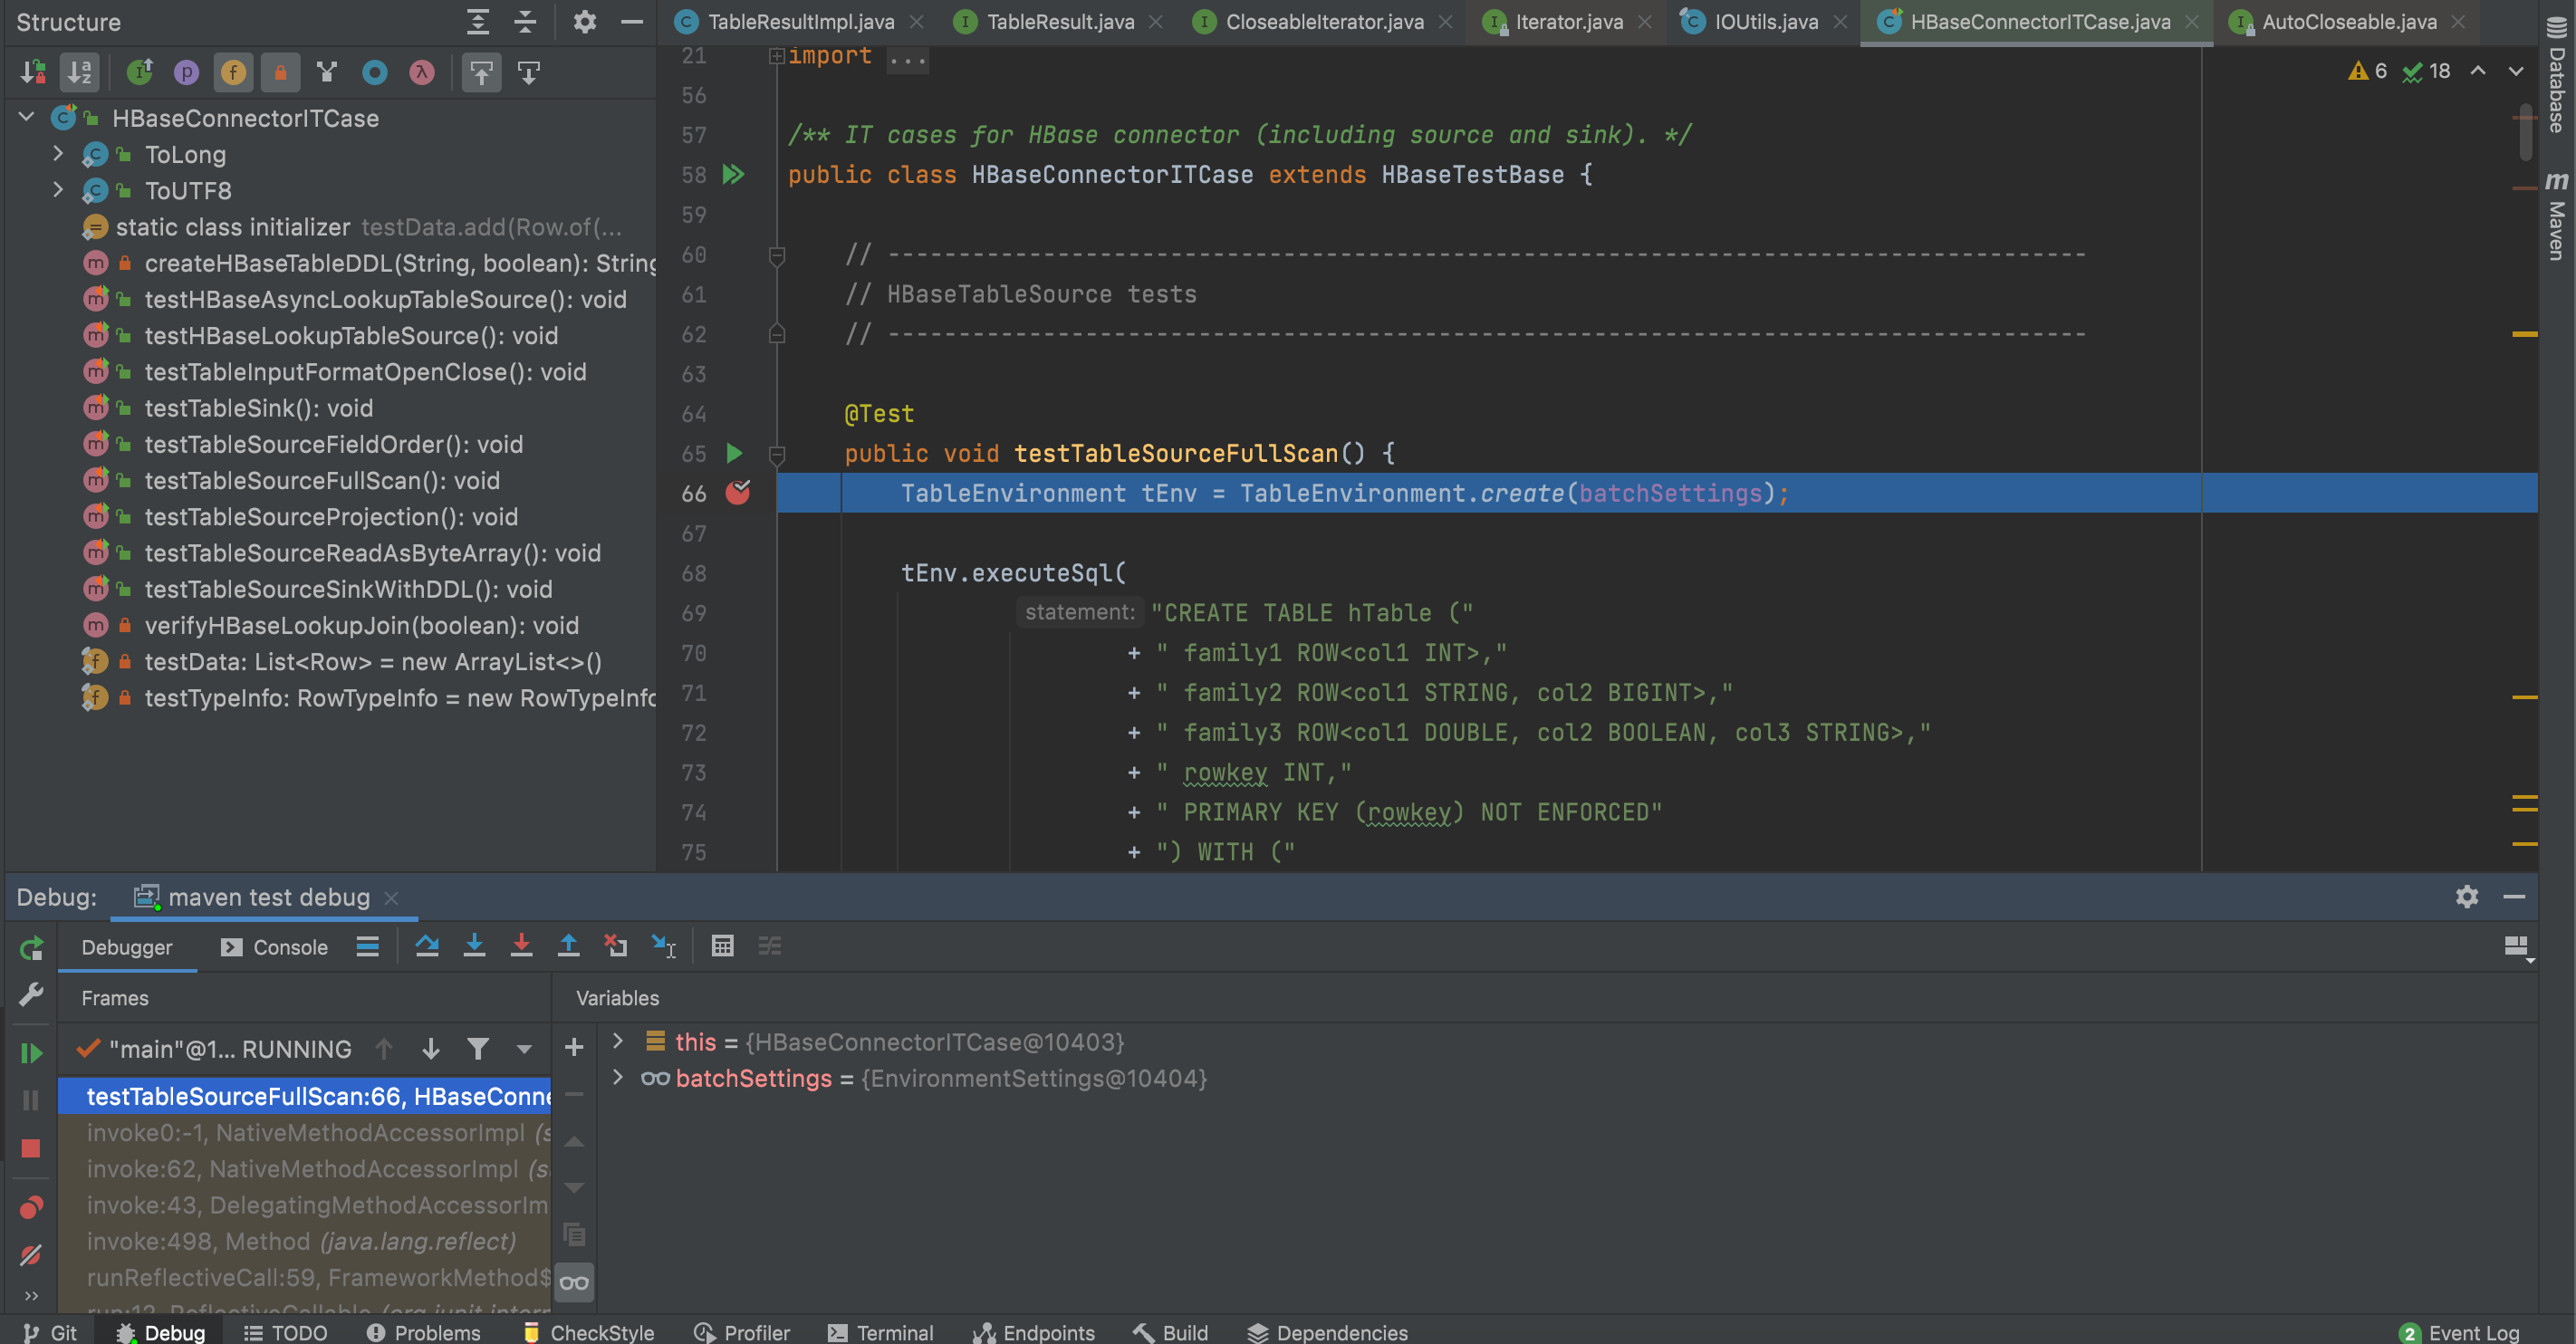 Structure
HBaseConnectorITCase
ToLong
ToUTF8
static class initializer testData.add(Row.of(...
createHBaseTableDDL(String, boolean): String
testHBaseAsyncLookupTableSource(): void
testHBaseLookupTableSource(): void
testTableInputFormatOpenClose(): void
testTableSink(): void
testTableSourceFieldOrder(): void
testTableSourceFullScan(): void
testTableSourceProjection(): void
testTableSourceReadAsByteArray(): void
testTableSourceSinkWithDDL(): void
verifyHBaseLookupJoin(boolean): void
testData: List<Row> = new ArrayList<>()
testTypeInfo: RowTypeInfo = new RowTypeInfo
TableResultImpl.java
TableResult.java
CloseableIterator.java
Iterator.java
IOUtils.java
HBaseConnectorITCase.java
AutoCloseable.java
6 18
21 import ...
56
57 /** IT cases for HBase connector (including source and sink). */
58 public class HBaseConnectorITCase extends HBaseTestBase {
59
60 // -------------------------------------------------------------------------------------
61 // HBaseTableSource tests
62 // -------------------------------------------------------------------------------------
63
64 @Test
65 public void testTableSourceFullScan() {
66 TableEnvironment tEnv = TableEnvironment.create(batchSettings);
67
68 tEnv.executeSql(
69 statement: "CREATE TABLE hTable ("
70 + " family1 ROW<col1 INT>,"
71 + " family2 ROW<col1 STRING, col2 BIGINT>,"
72 + " family3 ROW<col1 DOUBLE, col2 BOOLEAN, col3 STRING>,"
73 + " rowkey INT,"
74 + " PRIMARY KEY (rowkey) NOT ENFORCED"
75 + ") WITH ("
Database
Maven
Debug: maven test debug
Debugger Console
Frames
"main"@1... RUNNING
testTableSourceFullScan:66, HBaseConne
invoke0:-1, NativeMethodAccessorImpl (s
invoke:62, NativeMethodAccessorImpl (s
invoke:43, DelegatingMethodAccessorIm
invoke:498, Method (java.lang.reflect)
runReflectiveCall:59, FrameworkMethod$
run:12, ReflectiveCallable (org.junit.intern
Variables
this = {HBaseConnectorITCase@10403}
batchSettings = {EnvironmentSettings@10404}
Git Debug TODO Problems CheckStyle Profiler Terminal Endpoints Build Dependencies 2 Event Log